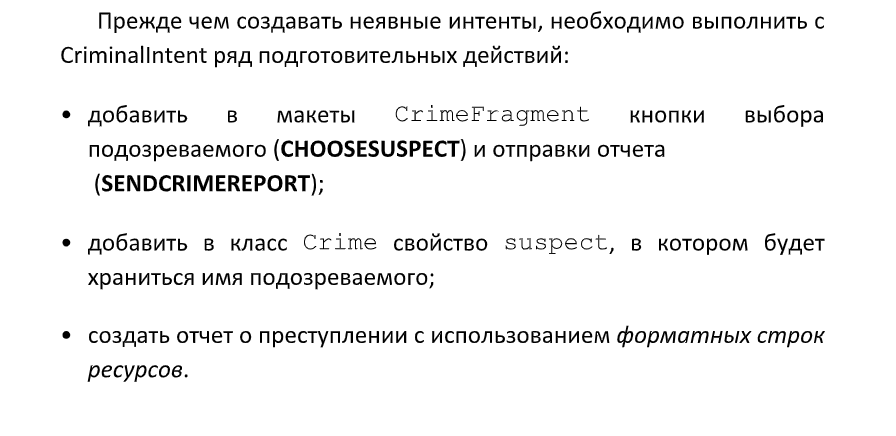 Прежде чем создавать неявные интенты, необходимо выполнить с
CriminalIntent ряд подготовительных действий:
• добавить в макеты CrimeFragment кнопки выбора
подозреваемого (CHOOSESUSPECT) и отправки отчета
(SENDCRIMEREPORT);
• добавить в класс Crime свойство suspect, в котором будет
храниться имя подозреваемого;
• создать отчет о преступлении с использованием форматных строк
ресурсов.